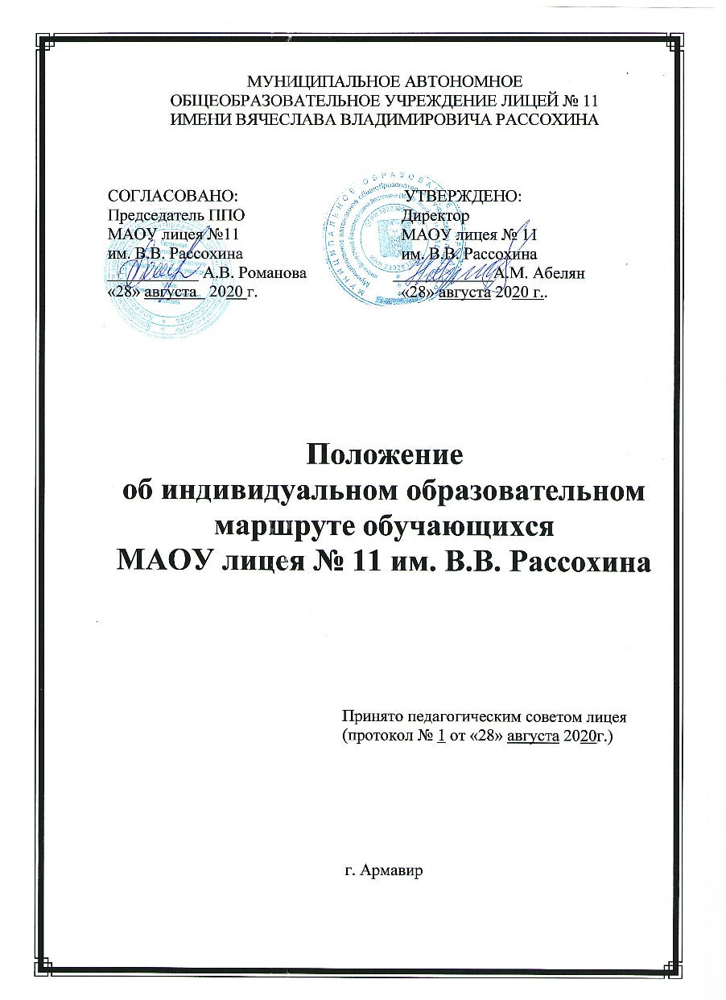 МУНИЦИПАЛЬНОЕ АВТОНОМНОЕ
ОБЩЕОБРАЗОВАТЕЛЬНОЕ УЧРЕЖДЕНИЕ ЛИЦЕЙ № 11
ИМЕНИ ВЯЧЕСЛАВА ВЛАДИМИРОВИЧА РАССОХИНА
СОГЛАСОВАНО:
Председатель ППО
МАОУ лицея №11
им. В.В. Рассохина
А.В. Романова
«28» августа 2020 г.
УТВЕРЖДЕНО:
Директор
МАОУ лицея № 11
им. В.В. Рассохина
А.М. Абелян
«28» августа 2020 г..
МУНИЦИПАЛЬНОЕ ОБРАЗОВАНИЕ
Положение
об индивидуальном образовательном
маршруте обучающихся
МАОУ лицея № 11 им. В.В. Рассохина
Принято педагогическим советом лицея
(протокол № 1 от «28» августа 2020г.)
г. Армавир